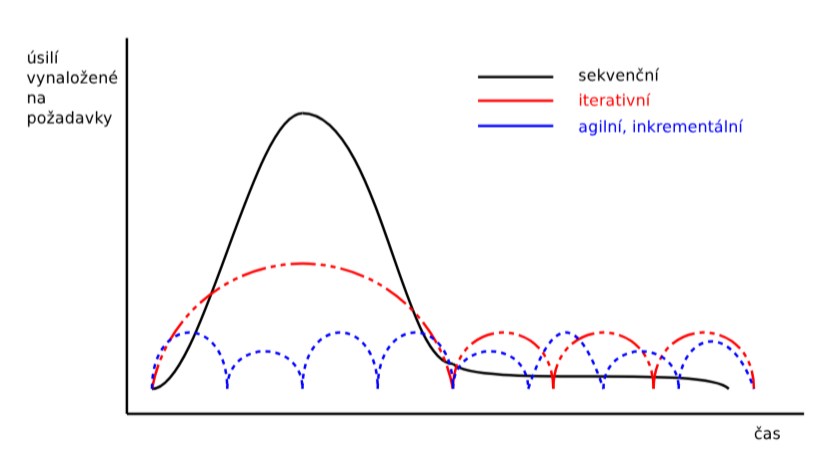 úsilí
vynaložené
na
požadavky
sekvenční
iterativní
agilní, inkrementální
čas